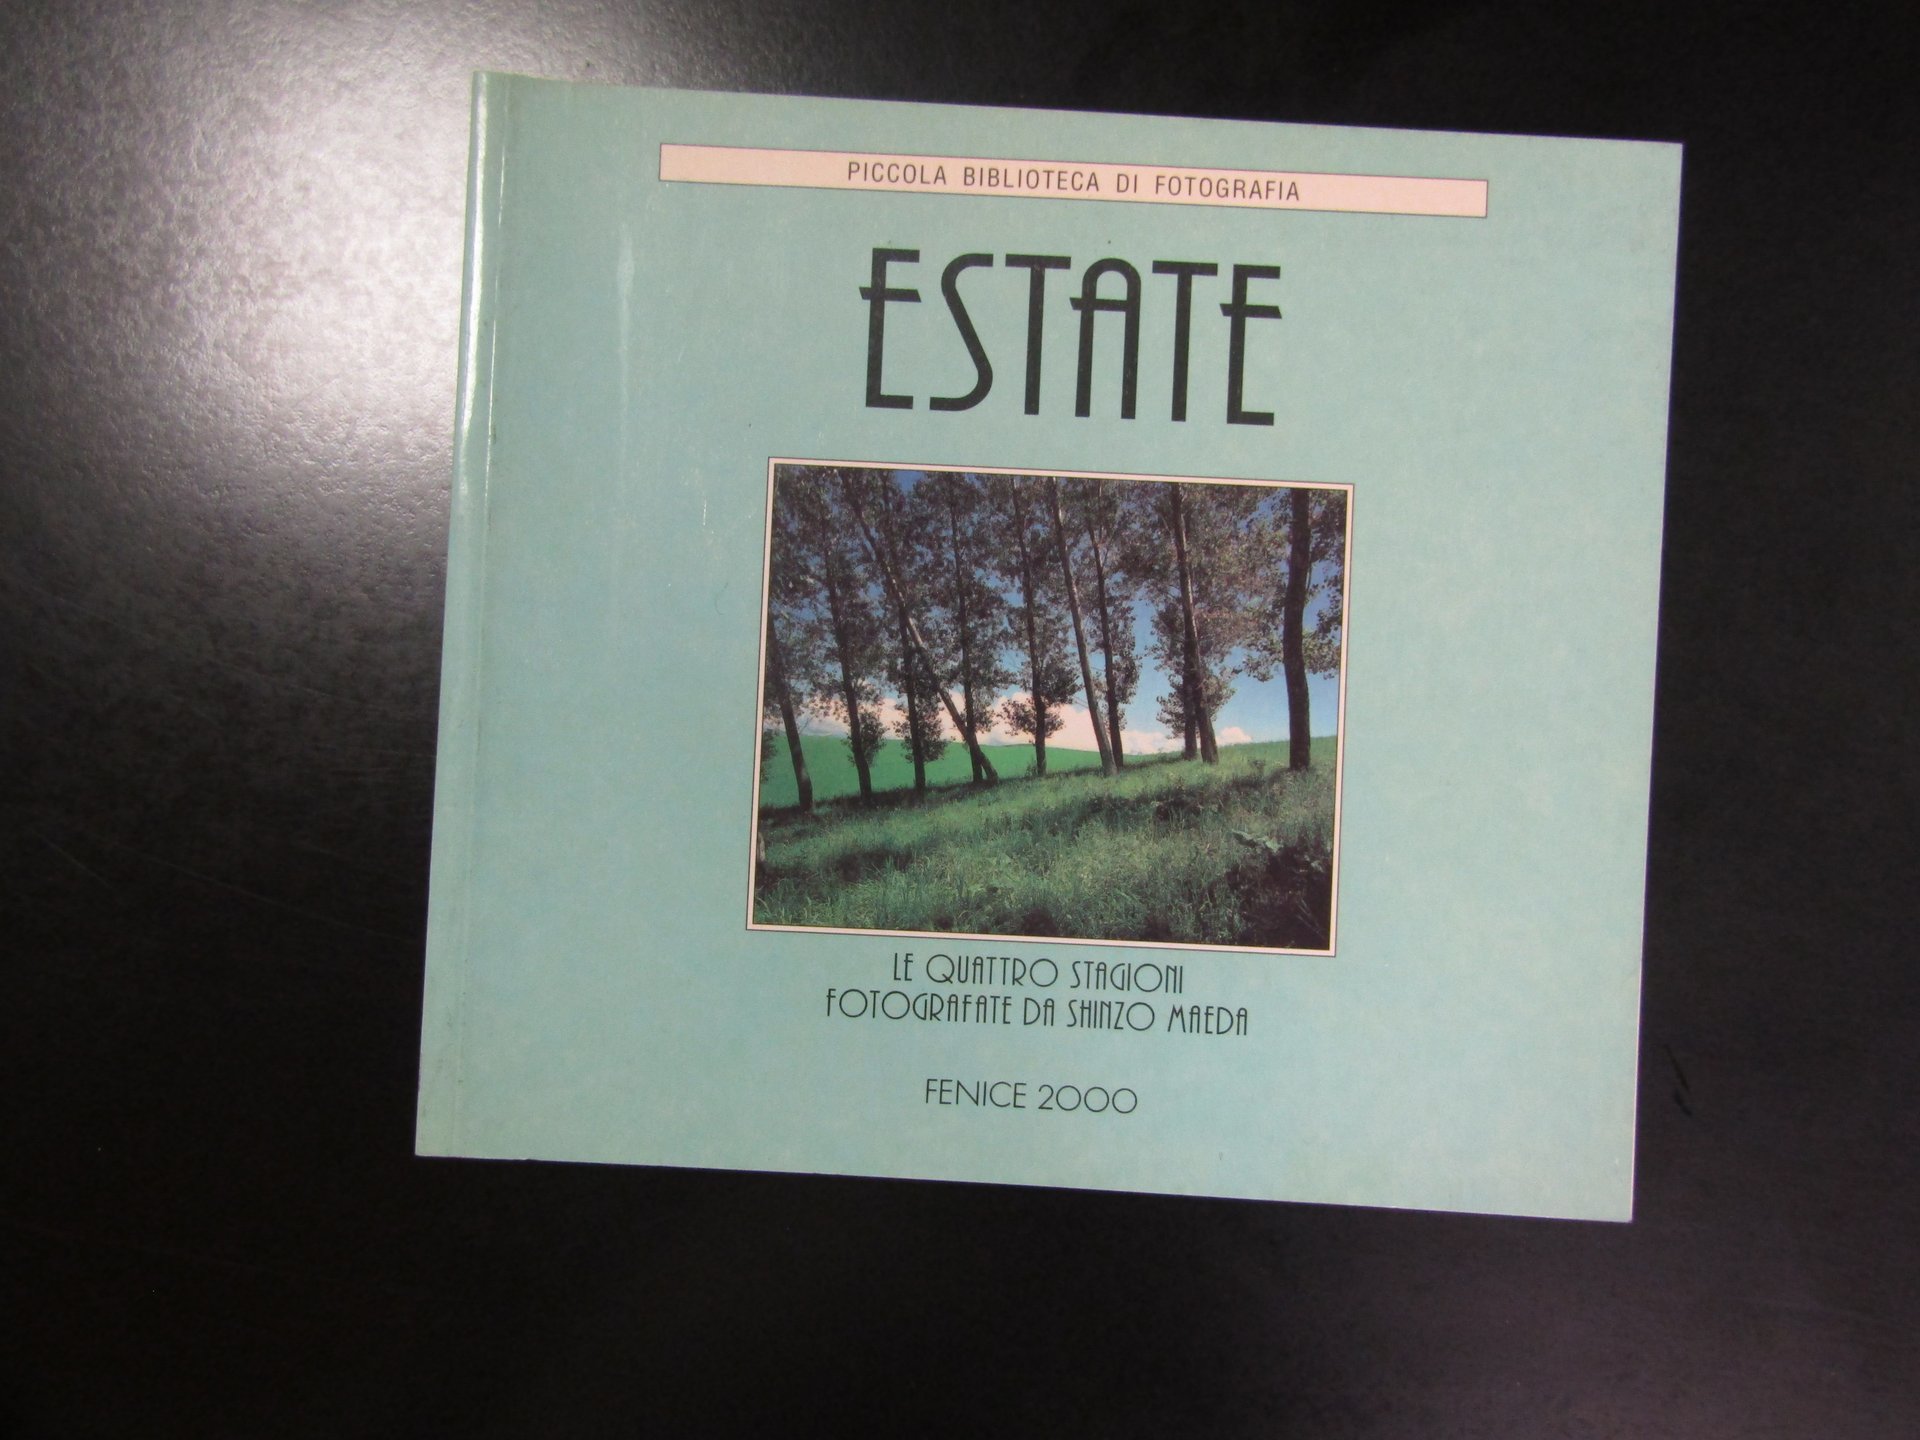 PICCOLA BIBLIOTECA DI FOTOGRAFIA
ESTATE
LE QUATTRO STAGIONI
FOTOGRAFATE DA SHINZO MAEDA
FENICE 2000